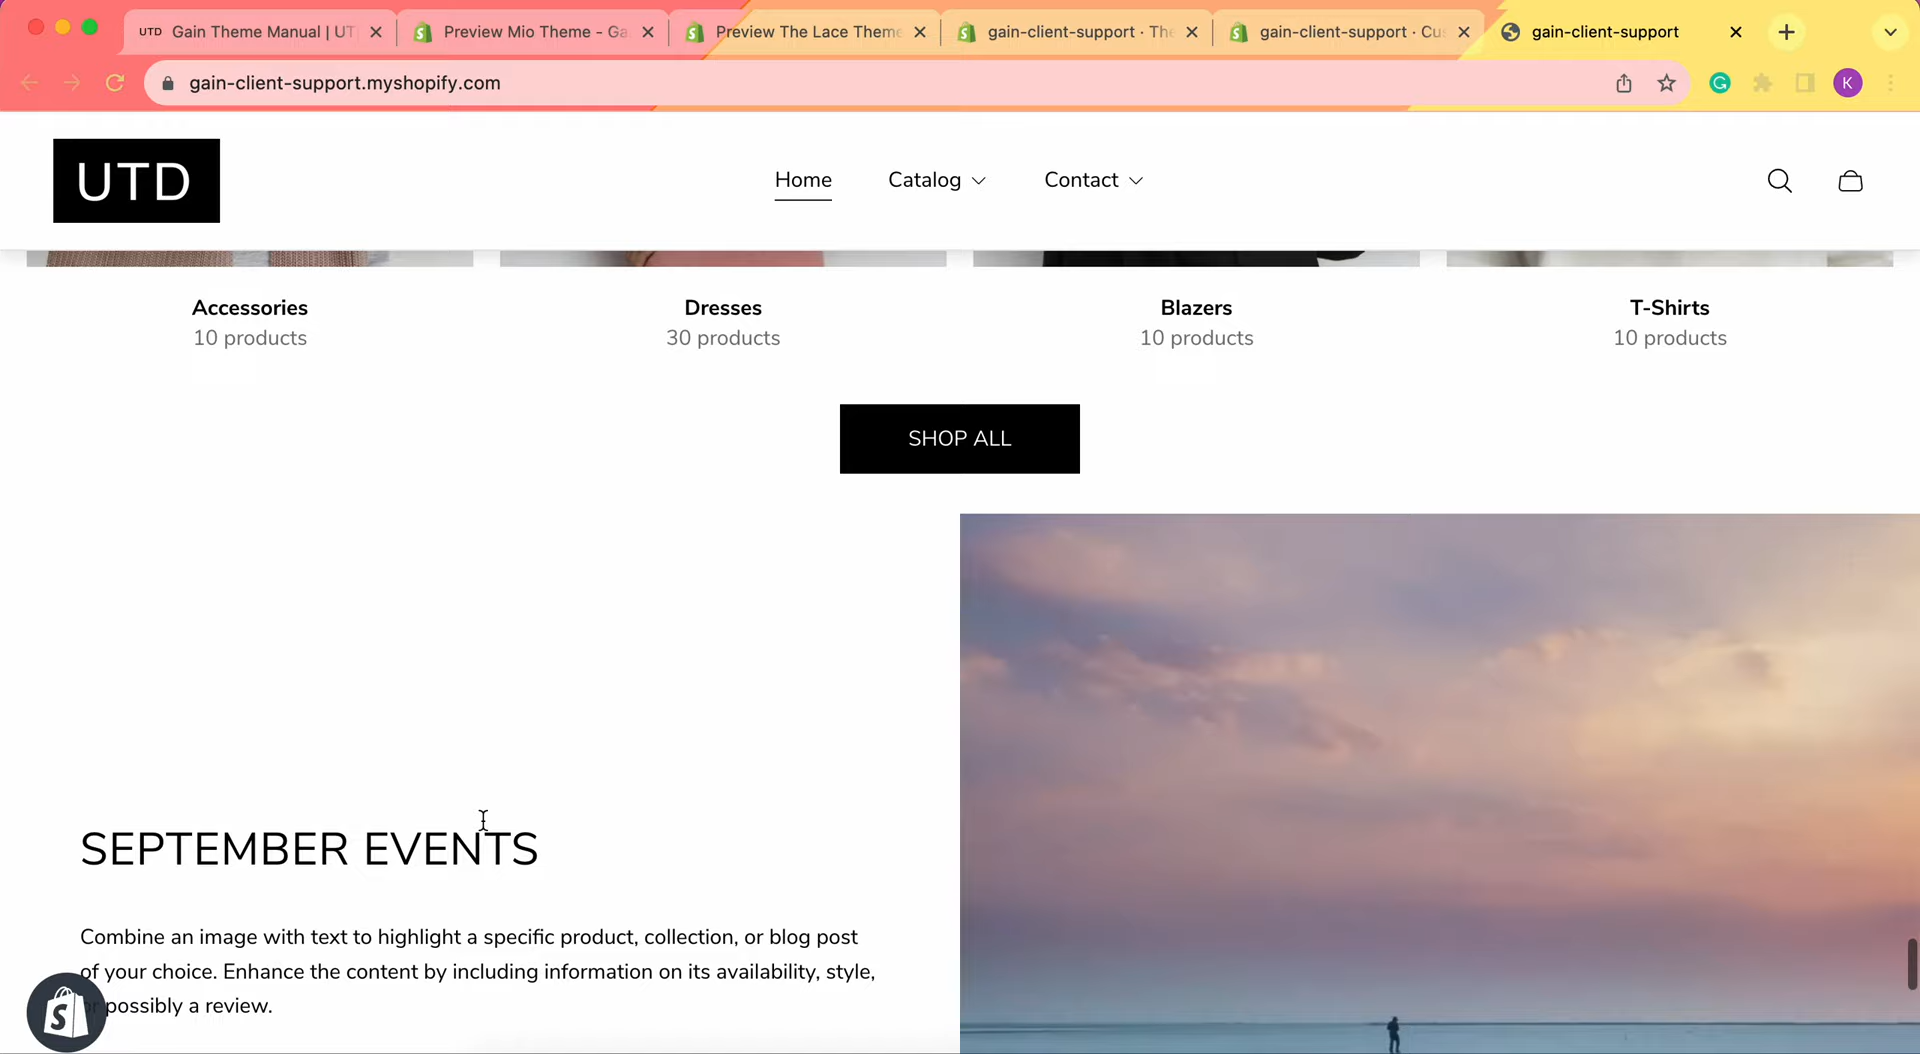 UTD Gain Theme Manual | UT
Preview Mio Theme - Ga
Preview The Lace Theme
gain-client-support · The
gain-client-support · Cus
gain-client-support
gain-client-support.myshopify.com
K
UTD
Home
Catalog
Contact
Accessories
10 products
Dresses
30 products
Blazers
10 products
T-Shirts
10 products
SHOP ALL
SEPTEMBER EVENTS
Combine an image with text to highlight a specific product, collection, or blog post
of your choice. Enhance the content by including information on its availability, style,
possibly a review.